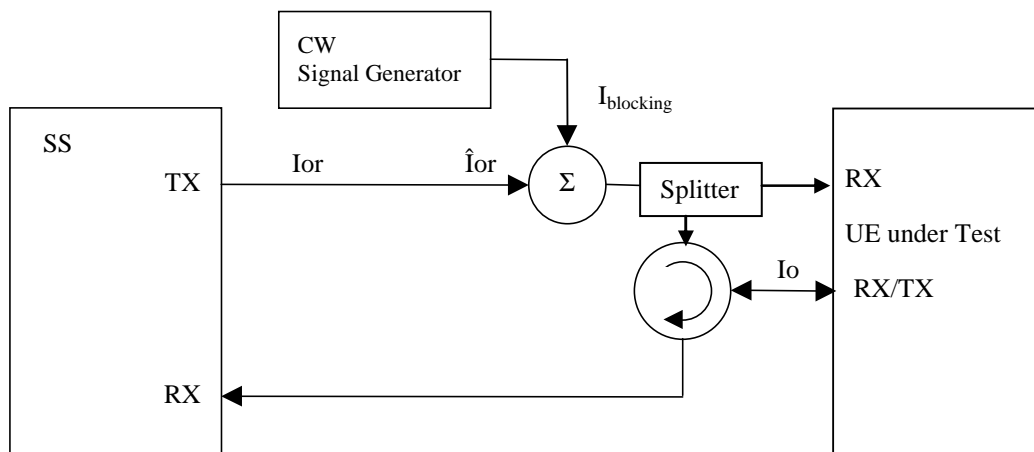 CW
Signal Generator
I_blocking
SS
TX
Ior
Îor
Σ
Splitter
RX
UE under Test
Io
RX/TX
RX